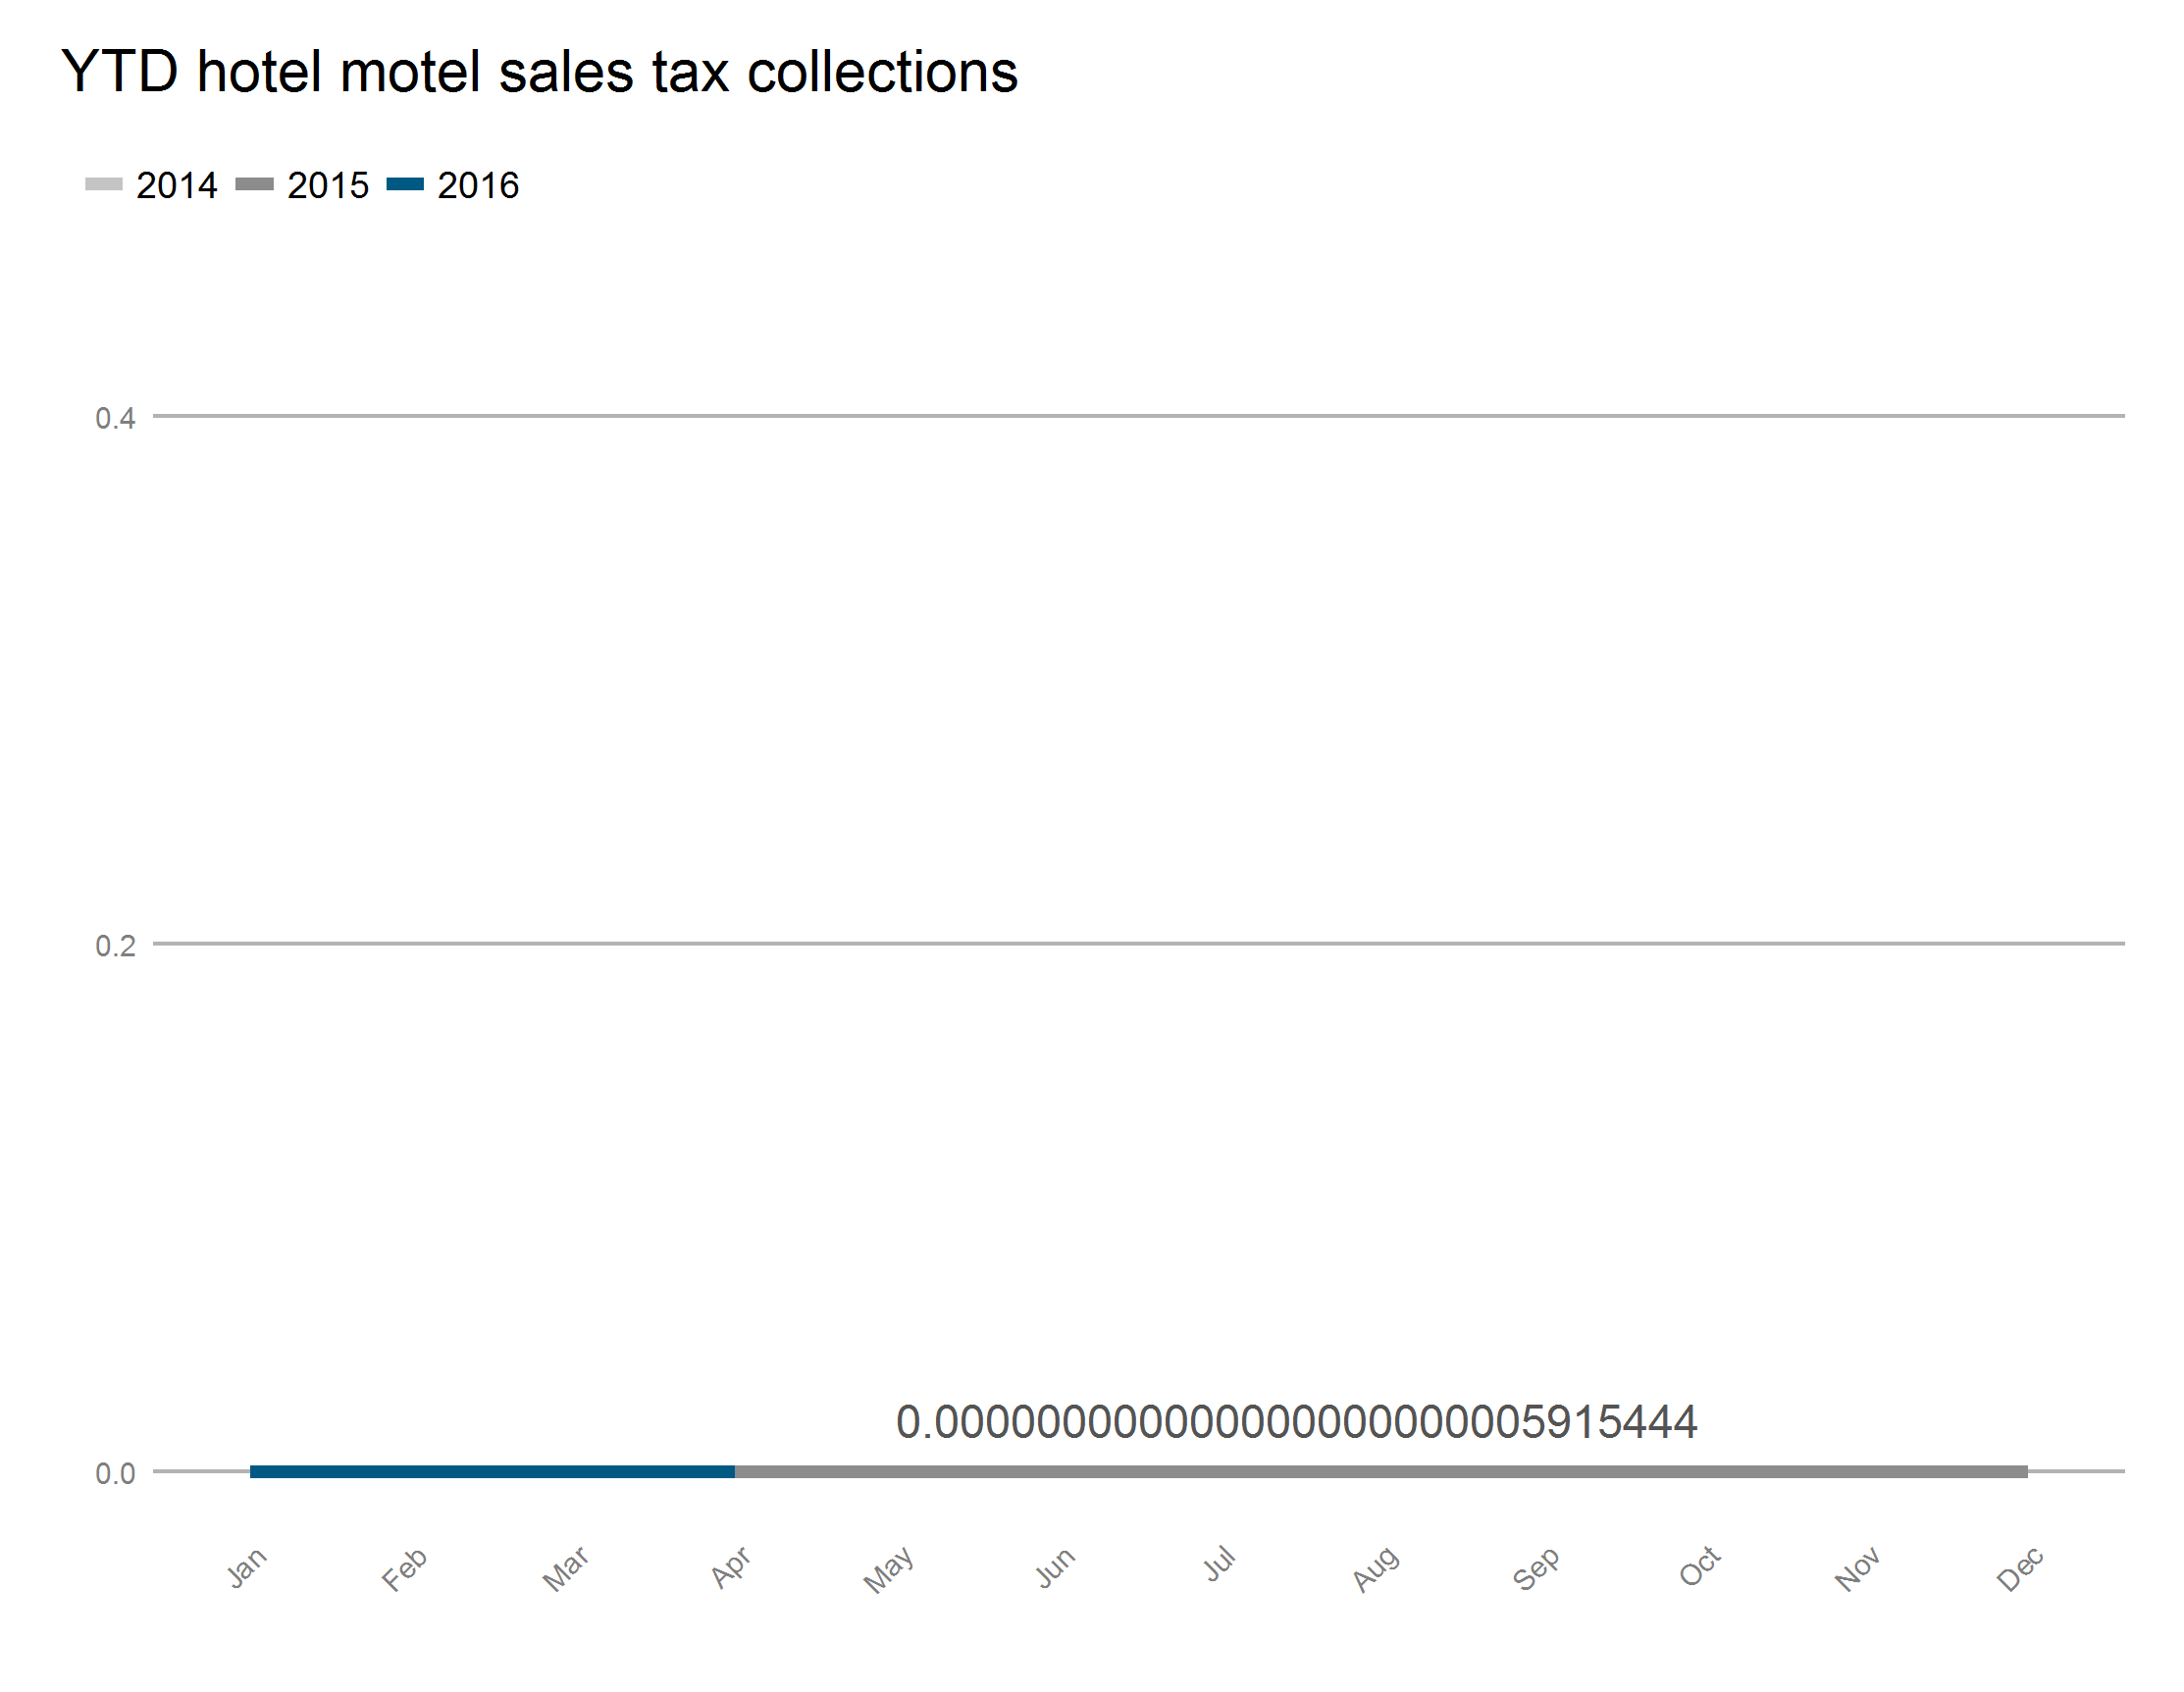 YTD hotel motel sales tax collections
2014 2015 2016
0.4
0.2
0.000000000000000000000005915444
0.0
Jan Feb Mar Apr May Jun Jul Aug Sep Oct Nov Dec